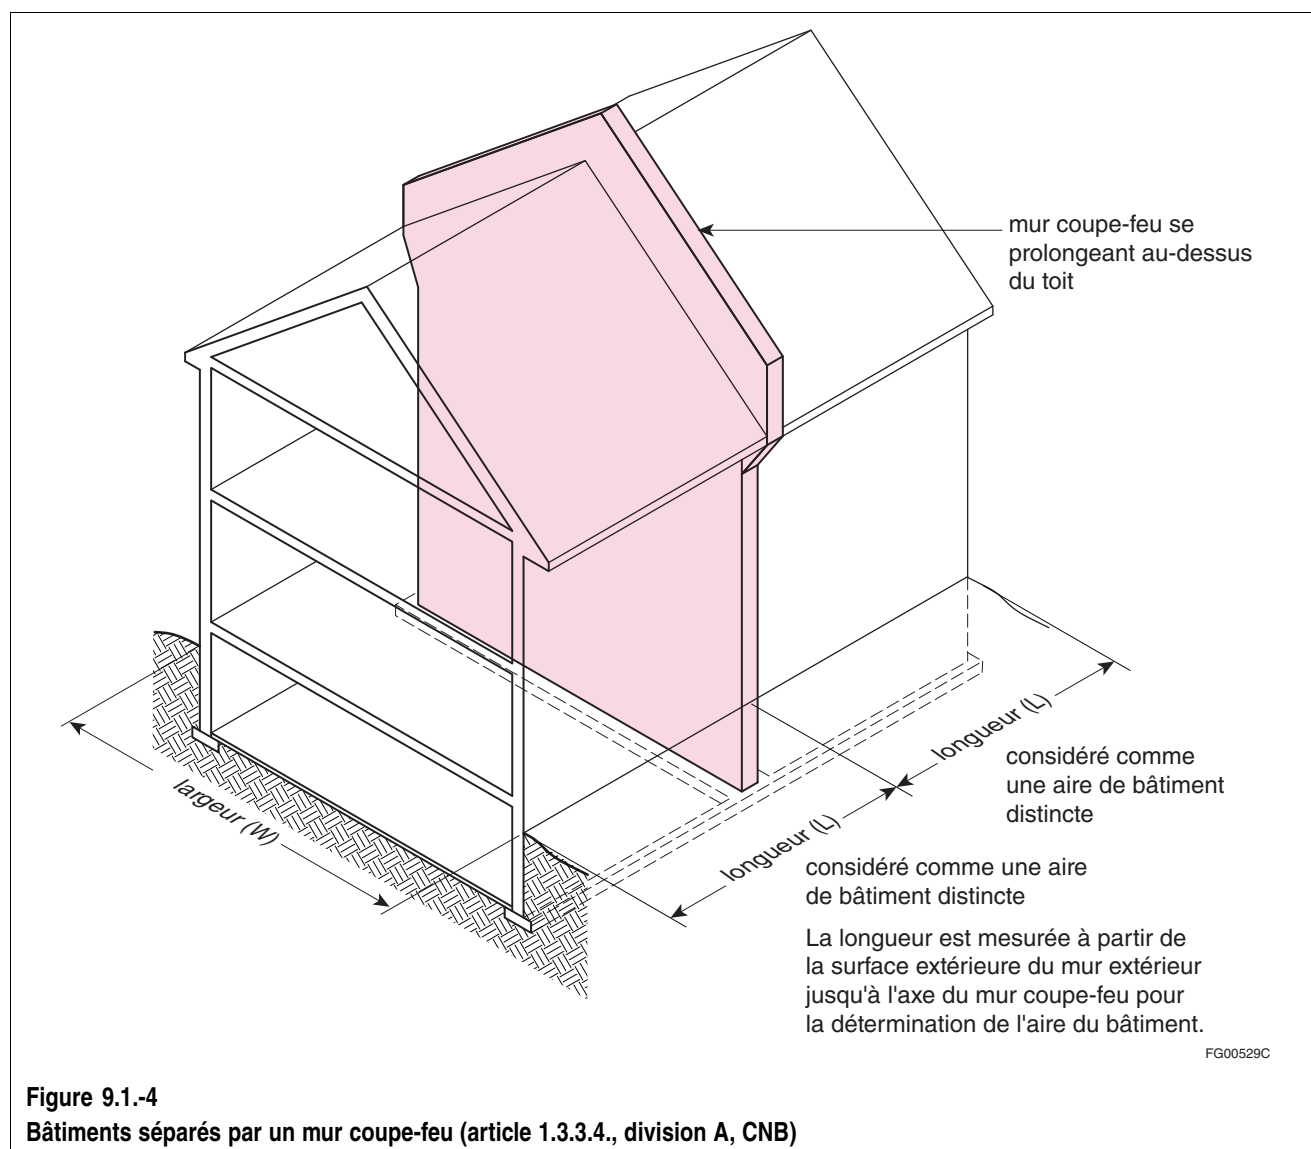 mur coupe-feu se
prolongeant au-dessus
du toit
largeur (W)
longueur (L)
longueur (L)
considéré comme
une aire de bâtiment
distincte
considéré comme une aire
de bâtiment distincte
La longueur est mesurée à partir de
la surface extérieure du mur extérieur
jusqu'à l'axe du mur coupe-feu pour
la détermination de l'aire du bâtiment.
FG00529C
Figure 9.1.-4
Bâtiments séparés par un mur coupe-feu (article 1.3.3.4., division A, CNB)